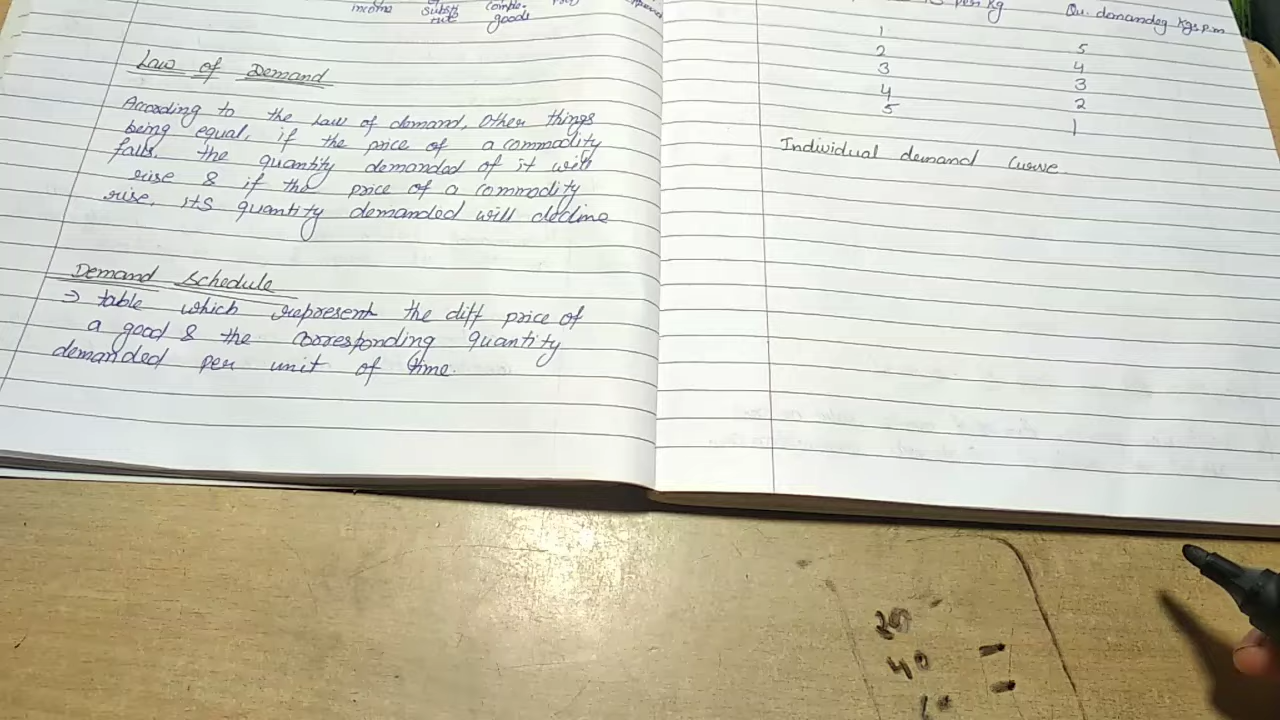 income substi comple-
tute goods
Law of Demand
According to the Law of demand, other things
being equal, if the price of a commodity
falls, the quantity demanded of it will
rise & if the price of a commodity
rise, its quantity demanded will decline
Demand Schedule
→ table which represent the diff price of
a good & the corresponding quantity
demanded per unit of time.
per kg Qu. demanded kgs p.m
1
2 5
3 4
4 3
5 2
1
Individual demand Curve.
20
40